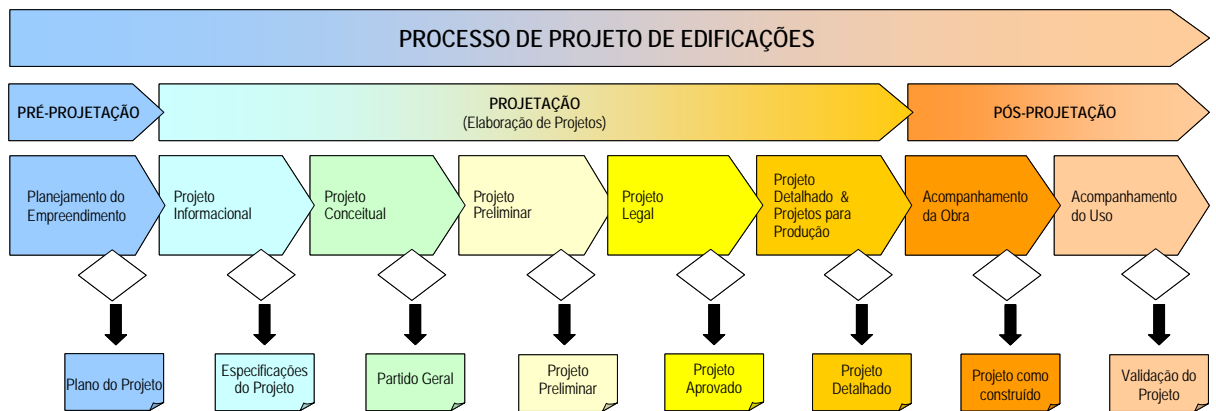 PROCESSO DE PROJETO DE EDIFICAÇÕES
PRÉ-PROJETAÇÃO
PROJETAÇÃO
(Elaboração de Projetos)
PÓS-PROJETAÇÃO
Planejamento do
Empreendimento
Projeto
Informacional
Projeto
Conceitual
Projeto
Preliminar
Projeto
Legal
Projeto
Detalhado &
Projetos para
Produção
Acompanhamento
da Obra
Acompanhamento
do Uso
Plano do Projeto
Especificações
do Projeto
Partido Geral
Projeto
Preliminar
Projeto
Aprovado
Projeto
Detalhado
Projeto como
construído
Validação do
Projeto